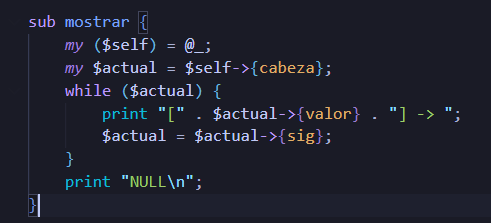 sub mostrar {
    my ($self) = @_;
    my $actual = $self->{cabeza};
    while ($actual) {
        print "[" . $actual->{valor} . "] -> ";
        $actual = $actual->{sig};
    }
    print "NULL\n";
}